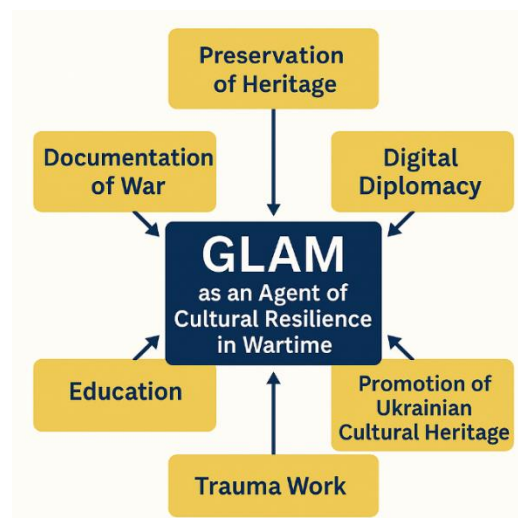 Preservation
of Heritage
Documentation
of War
Digital
Diplomacy
GLAM
as an Agent of
Cultural Resilience
in Wartime
Education
Promotion of
Ukrainian
Cultural Heritage
Trauma Work